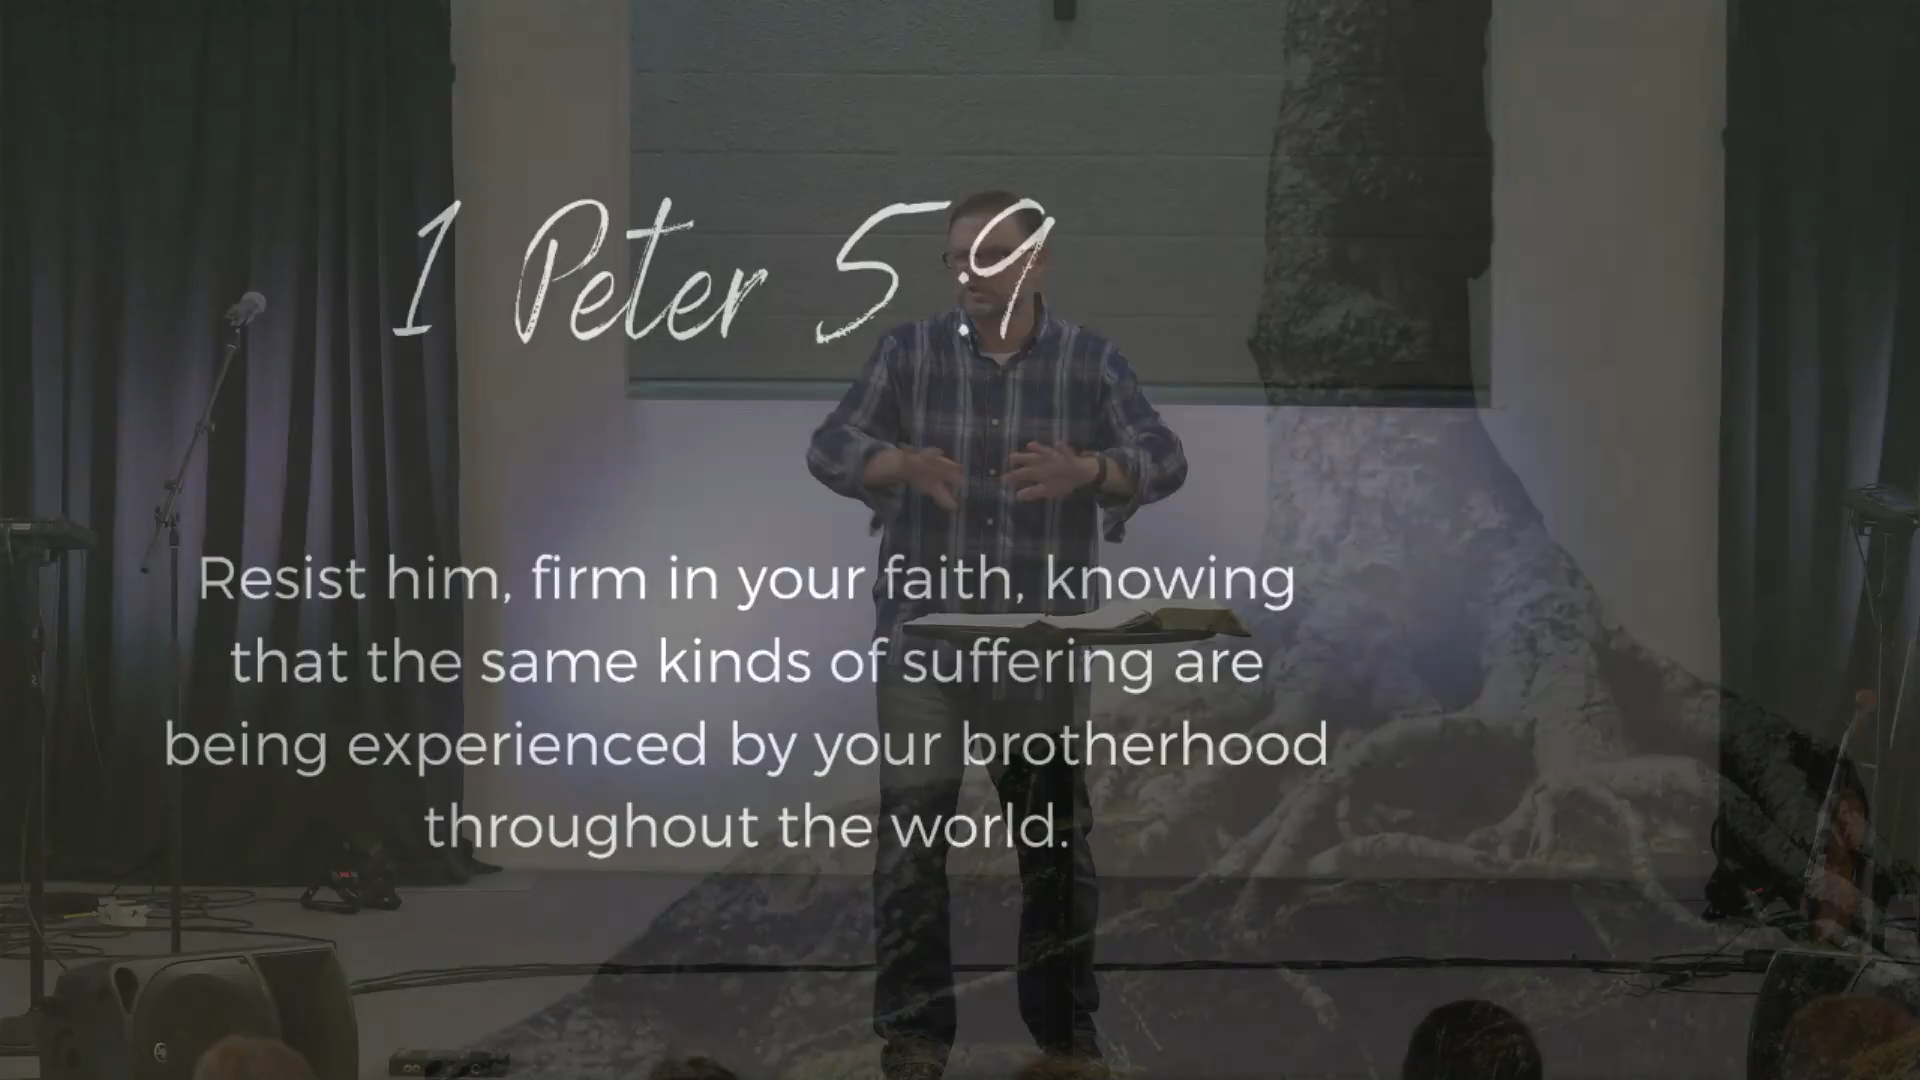 1 Peter 5:9
Resist him, firm in your faith, knowing
that the same kinds of suffering are
being experienced by your brotherhood
throughout the world.